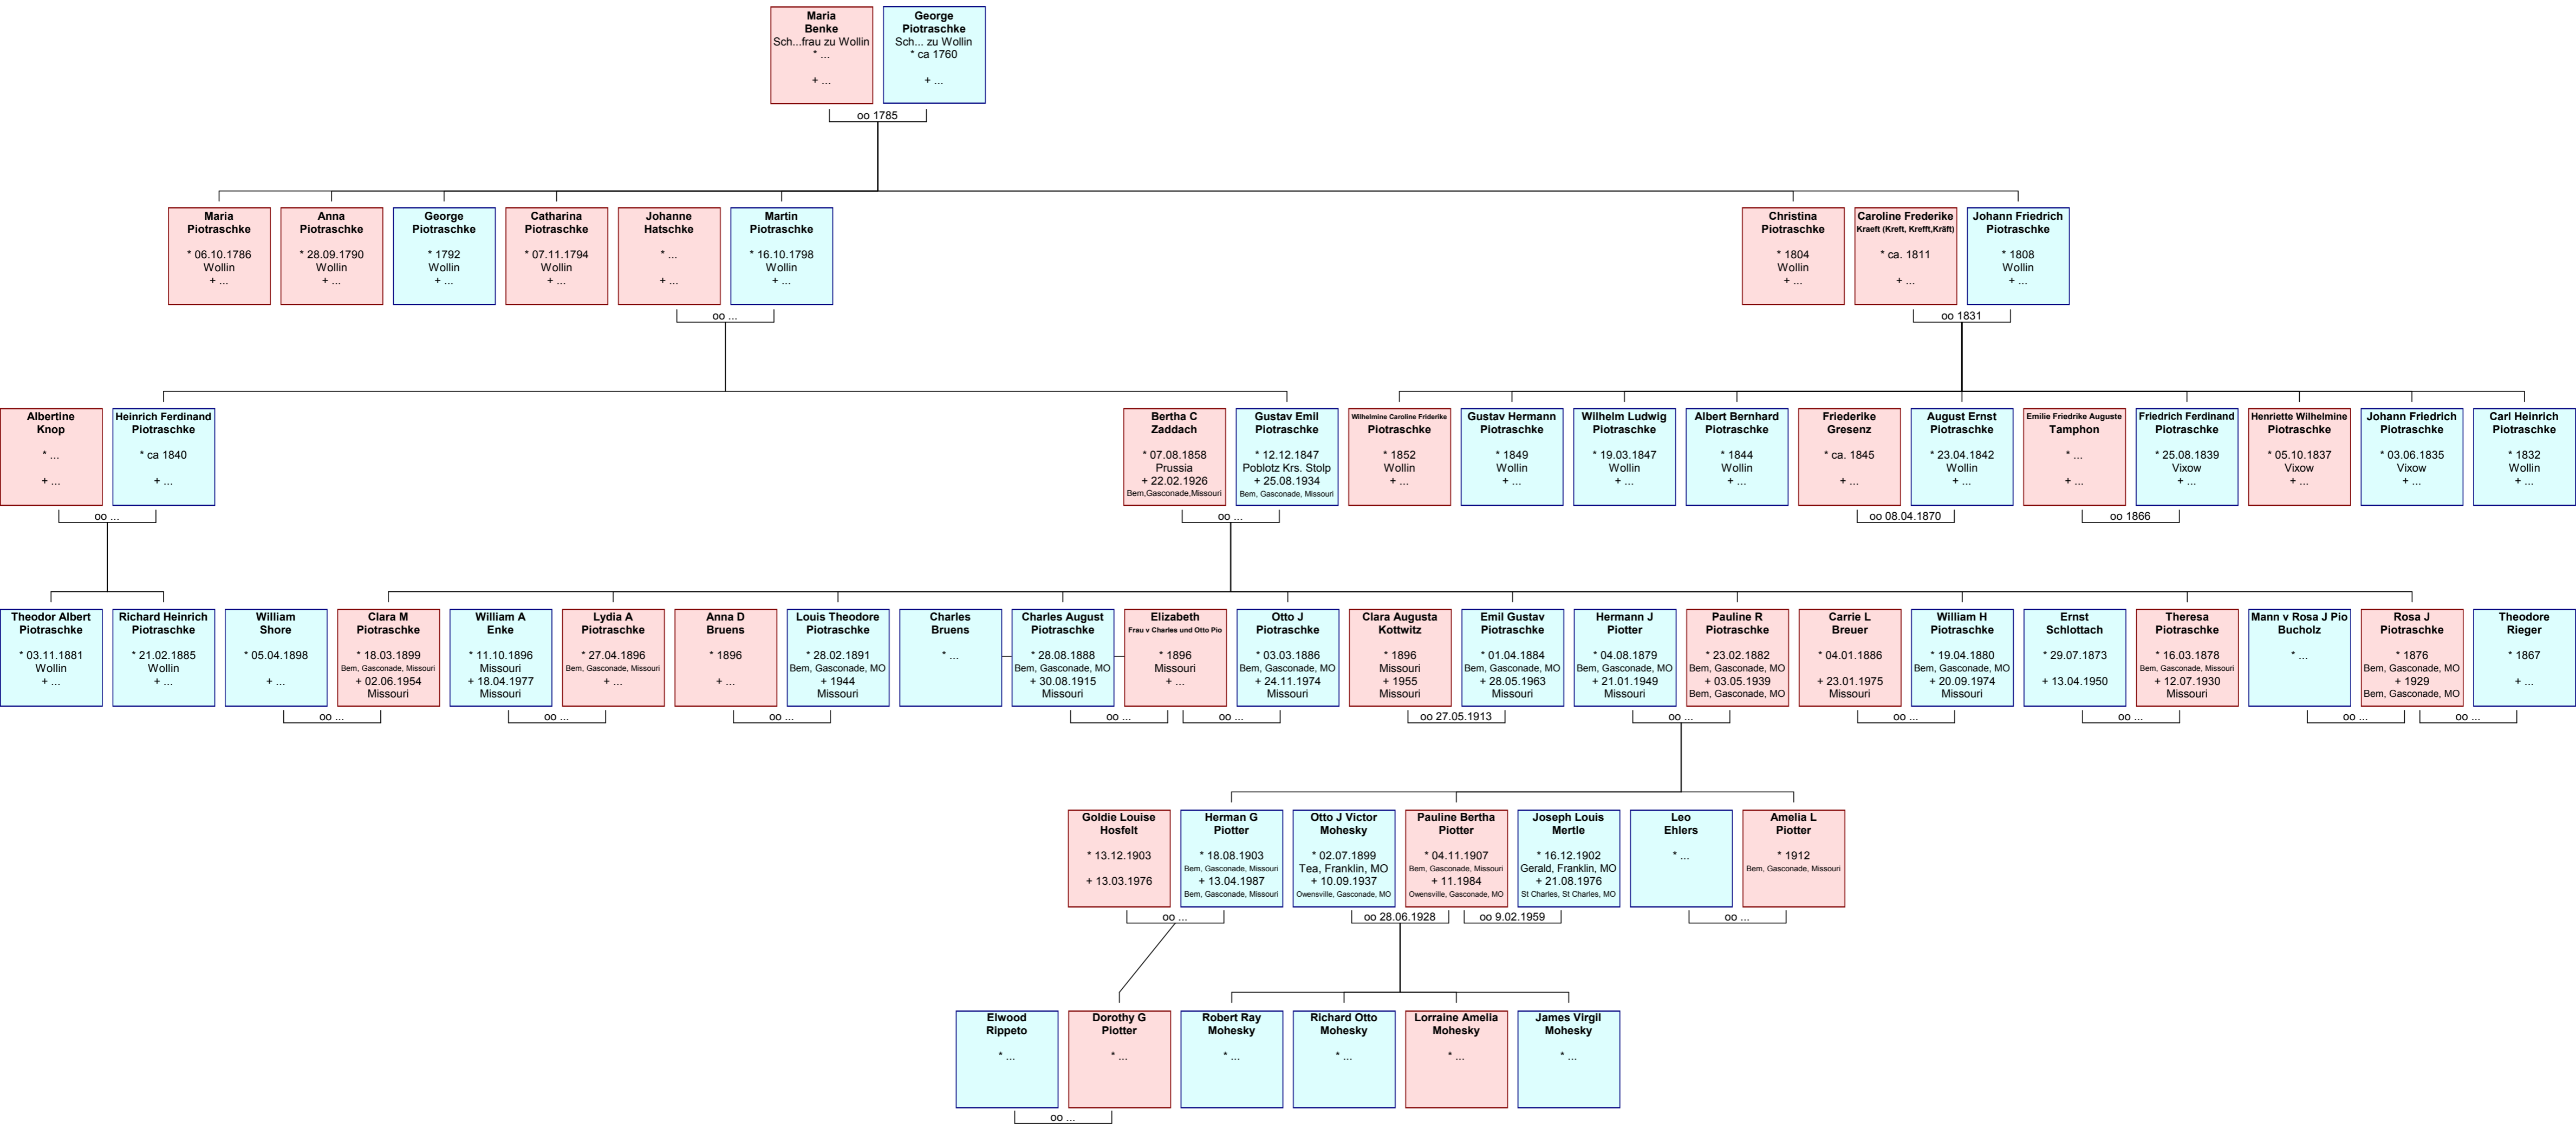 Maria
Benke
Sch...frau zu Wollin
* ...
+ ...
George
Piotraschke
Sch... zu Wollin
* ca 1760
+ ...
oo 1785
Maria
Piotraschke
* 06.10.1786
Wollin
+ ...
Anna
Piotraschke
* 28.09.1790
Wollin
+ ...
George
Piotraschke
* 1792
Wollin
+ ...
Catharina
Piotraschke
* 07.11.1794
Wollin
+ ...
Johanne
Hatschke
* ...
+ ...
Martin
Piotraschke
* 16.10.1798
Wollin
+ ...
oo ...
Christina
Piotraschke
* 1804
Wollin
+ ...
Caroline Frederike
Kraeft (Kreft, Krefft,Kräft)
* ca. 1811
+ ...
Johann Friedrich
Piotraschke
* 1808
Wollin
+ ...
oo 1831
Albertine
Knop
* ...
+ ...
Heinrich Ferdinand
Piotraschke
* ca 1840
+ ...
oo ...
Bertha C
Zaddach
* 07.08.1858
Prussia
+ 22.02.1926
Bem,Gasconade,Missouri
Gustav Emil
Piotraschke
* 12.12.1847
Poblotz Krs. Stolp
+ 25.08.1934
Bem, Gasconade, Missouri
oo ...
Wilhelmine Caroline Friderike
Piotraschke
* 1852
Wollin
+ ...
Gustav Hermann
Piotraschke
* 1849
Wollin
+ ...
Wilhelm Ludwig
Piotraschke
* 19.03.1847
Wollin
+ ...
Albert Bernhard
Piotraschke
* 1844
Wollin
+ ...
Friederike
Gresenz
* ca. 1845
+ ...
August Ernst
Piotraschke
* 23.04.1842
Wollin
+ ...
oo 08.04.1870
Emilie Friedrike Auguste
Tamphon
* ...
+ ...
Friedrich Ferdinand
Piotraschke
* 25.08.1839
Vixow
+ ...
oo 1866
Henriette Wilhelmine
Piotraschke
* 05.10.1837
Vixow
+ ...
Johann Friedrich
Piotraschke
* 03.06.1835
Vixow
+ ...
Carl Heinrich
Piotraschke
* 1832
Wollin
+ ...
Theodor Albert
Piotraschke
* 03.11.1881
Wollin
+ ...
Richard Heinrich
Piotraschke
* 21.02.1885
Wollin
+ ...
William
Shore
* 05.04.1898
+ ...
Clara M
Piotraschke
* 18.03.1899
Bem, Gasconade, Missouri
+ 02.06.1954
Missouri
oo ...
William A
Enke
* 11.10.1896
Missouri
+ 18.04.1977
Missouri
Lydia A
Piotraschke
* 27.04.1896
Bem, Gasconade, Missouri
+ ...
oo ...
Anna D
Bruens
* 1896
+ ...
Louis Theodore
Piotraschke
* 28.02.1891
Bem, Gasconade, MO
+ 1944
Missouri
oo ...
Charles
Bruens
* ...
Charles August
Piotraschke
* 28.08.1888
Bem, Gasconade, MO
+ 30.08.1915
Missouri
oo ...
Elizabeth
Frau v Charles und Otto Pio
* 1896
Missouri
+ ...
oo ...
Otto J
Piotraschke
* 03.03.1886
Bem, Gasconade, MO
+ 24.11.1974
Missouri
Clara Augusta
Kottwitz
* 1896
Missouri
+ 1955
Missouri
Emil Gustav
Piotraschke
* 01.04.1884
Bem, Gasconade, MO
+ 28.05.1963
Missouri
oo 27.05.1913
Hermann J
Piotter
* 04.08.1879
Bem, Gasconade, MO
+ 21.01.1949
Missouri
Pauline R
Piotraschke
* 23.02.1882
Bem, Gasconade, MO
+ 03.05.1939
Bem, Gasconade, MO
oo ...
Carrie L
Breuer
* 04.01.1886
+ 23.01.1975
Missouri
William H
Piotraschke
* 19.04.1880
Bem, Gasconade, MO
+ 20.09.1974
Missouri
oo ...
Ernst
Schlottach
* 29.07.1873
+ 13.04.1950
Theresa
Piotraschke
* 16.03.1878
Bem, Gasconade, Missouri
+ 12.07.1930
Missouri
oo ...
Mann v Rosa J Pio
Bucholz
* ...
Rosa J
Piotraschke
* 1876
Bem, Gasconade, MO
+ 1929
Bem, Gasconade, MO
oo ...
Theodore
Rieger
* 1867
+ ...
oo ...
Goldie Louise
Hosfelt
* 13.12.1903
+ 13.03.1976
Herman G
Piotter
* 18.08.1903
Bem, Gasconade, Missouri
+ 13.04.1987
Bem, Gasconade, Missouri
oo ...
Otto J Victor
Mohesky
* 02.07.1899
Tea, Franklin, MO
+ 10.09.1937
Owensville, Gasconade, MO
oo 28.06.1928
Pauline Bertha
Piotter
* 04.11.1907
Bem, Gasconade, Missouri
+ 11.1984
Owensville, Gasconade, MO
oo 9.02.1959
Joseph Louis
Mertle
* 16.12.1902
Gerald, Franklin, MO
+ 21.08.1976
St Charles, St Charles, MO
Leo
Ehlers
* ...
Amelia L
Piotter
* 1912
Bem, Gasconade, Missouri
oo ...
Elwood
Rippeto
* ...
Dorothy G
Piotter
* ...
oo ...
Robert Ray
Mohesky
* ...
Richard Otto
Mohesky
* ...
Lorraine Amelia
Mohesky
* ...
James Virgil
Mohesky
* ...